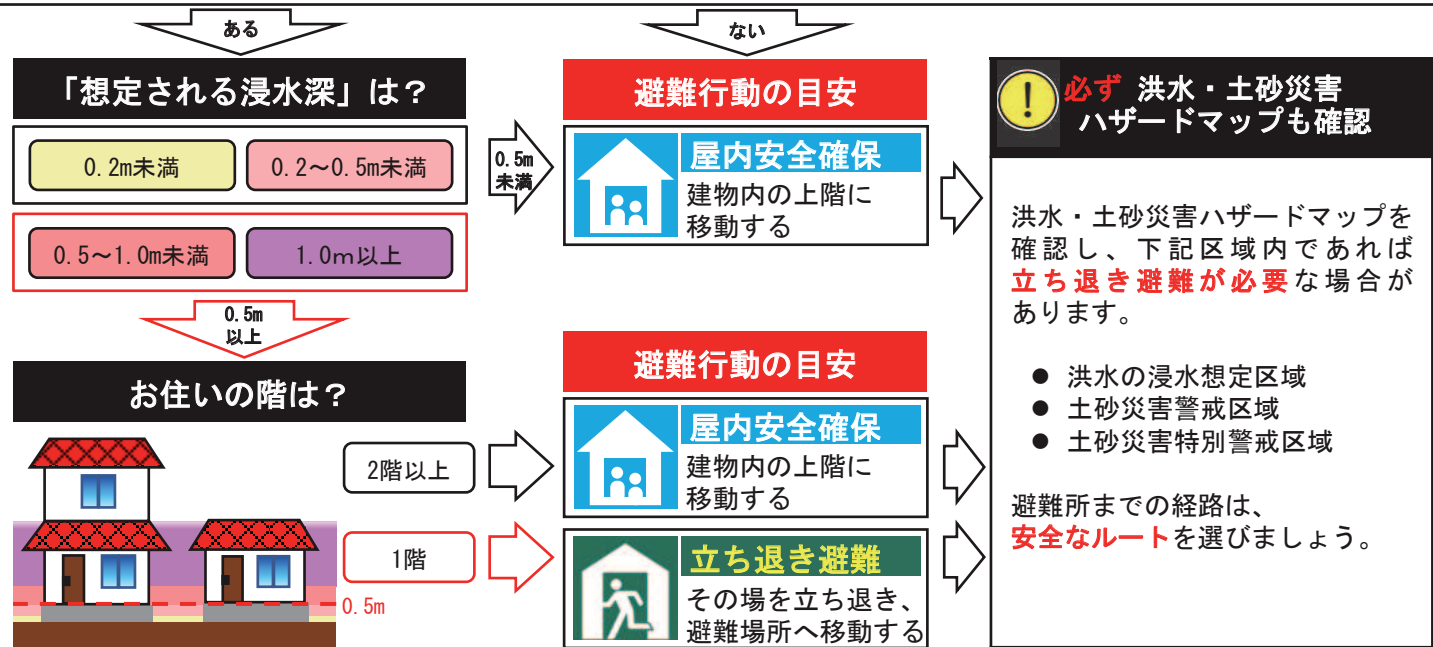 ある
ない
「想定される浸水深」は？
0.2m未満
0.2～0.5m未満
0.5～1.0m未満
1.0m以上
0.5m
未満
避難行動の目安
屋内安全確保
建物内の上階に
移動する
0.5m
以上
お住いの階は？
2階以上
1階
0.5m
避難行動の目安
屋内安全確保
建物内の上階に
移動する
立ち退き避難
その場を立ち退き、
避難場所へ移動する
必ず 洪水・土砂災害
ハザードマップも確認
洪水・土砂災害ハザードマップを
確認し、下記区域内であれば
立ち退き避難が必要な場合が
あります。
● 洪水の浸水想定区域
● 土砂災害警戒区域
● 土砂災害特別警戒区域
避難所までの経路は、
安全なルートを選びましょう。